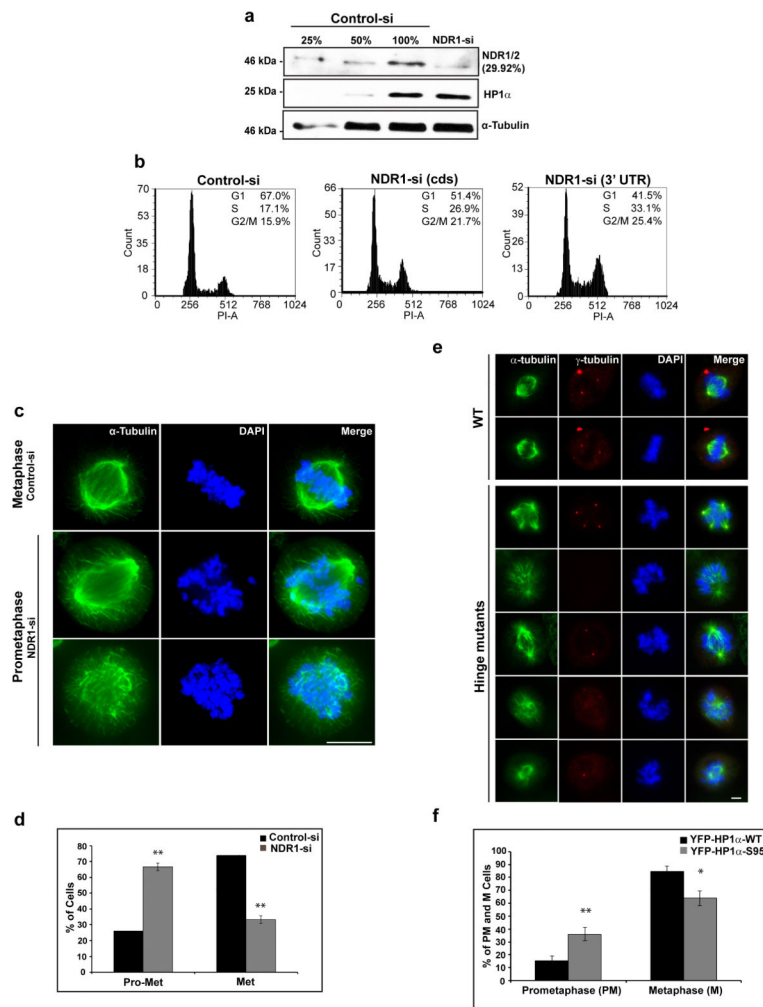 a
Control-si
25% 50% 100% NDR1-si
46 kDa - NDR1/2
(29.92%)
25 kDa - HP1α
46 kDa - α-Tubulin
b
Control-si
G1 67.0%
S 17.1%
G2/M 15.9%
Count
70
53
35
18
0
0 256 512 768 1024
PI-A
NDR1-si (cds)
G1 51.4%
S 26.9%
G2/M 21.7%
Count
66
50
33
17
0
0 256 512 768 1024
PI-A
NDR1-si (3' UTR)
G1 41.5%
S 33.1%
G2/M 25.4%
Count
52
39
26
13
0
0 256 512 768 1024
PI-A
c
α-Tubulin DAPI Merge
Metaphase
Control-si
Prometaphase
NDR1-si
d
Control-si
NDR1-si
% of Cells
80
70
60
50
40
30
20
10
0
**
**
Pro-Met Met
e
α-tubulin γ-tubulin DAPI Merge
WT
Hinge mutants
f
YFP-HP1α-WT
YFP-HP1α-S95
% of PM and M Cells
100
90
80
70
60
50
40
30
20
10
0
**
*
Prometaphase (PM) Metaphase (M)